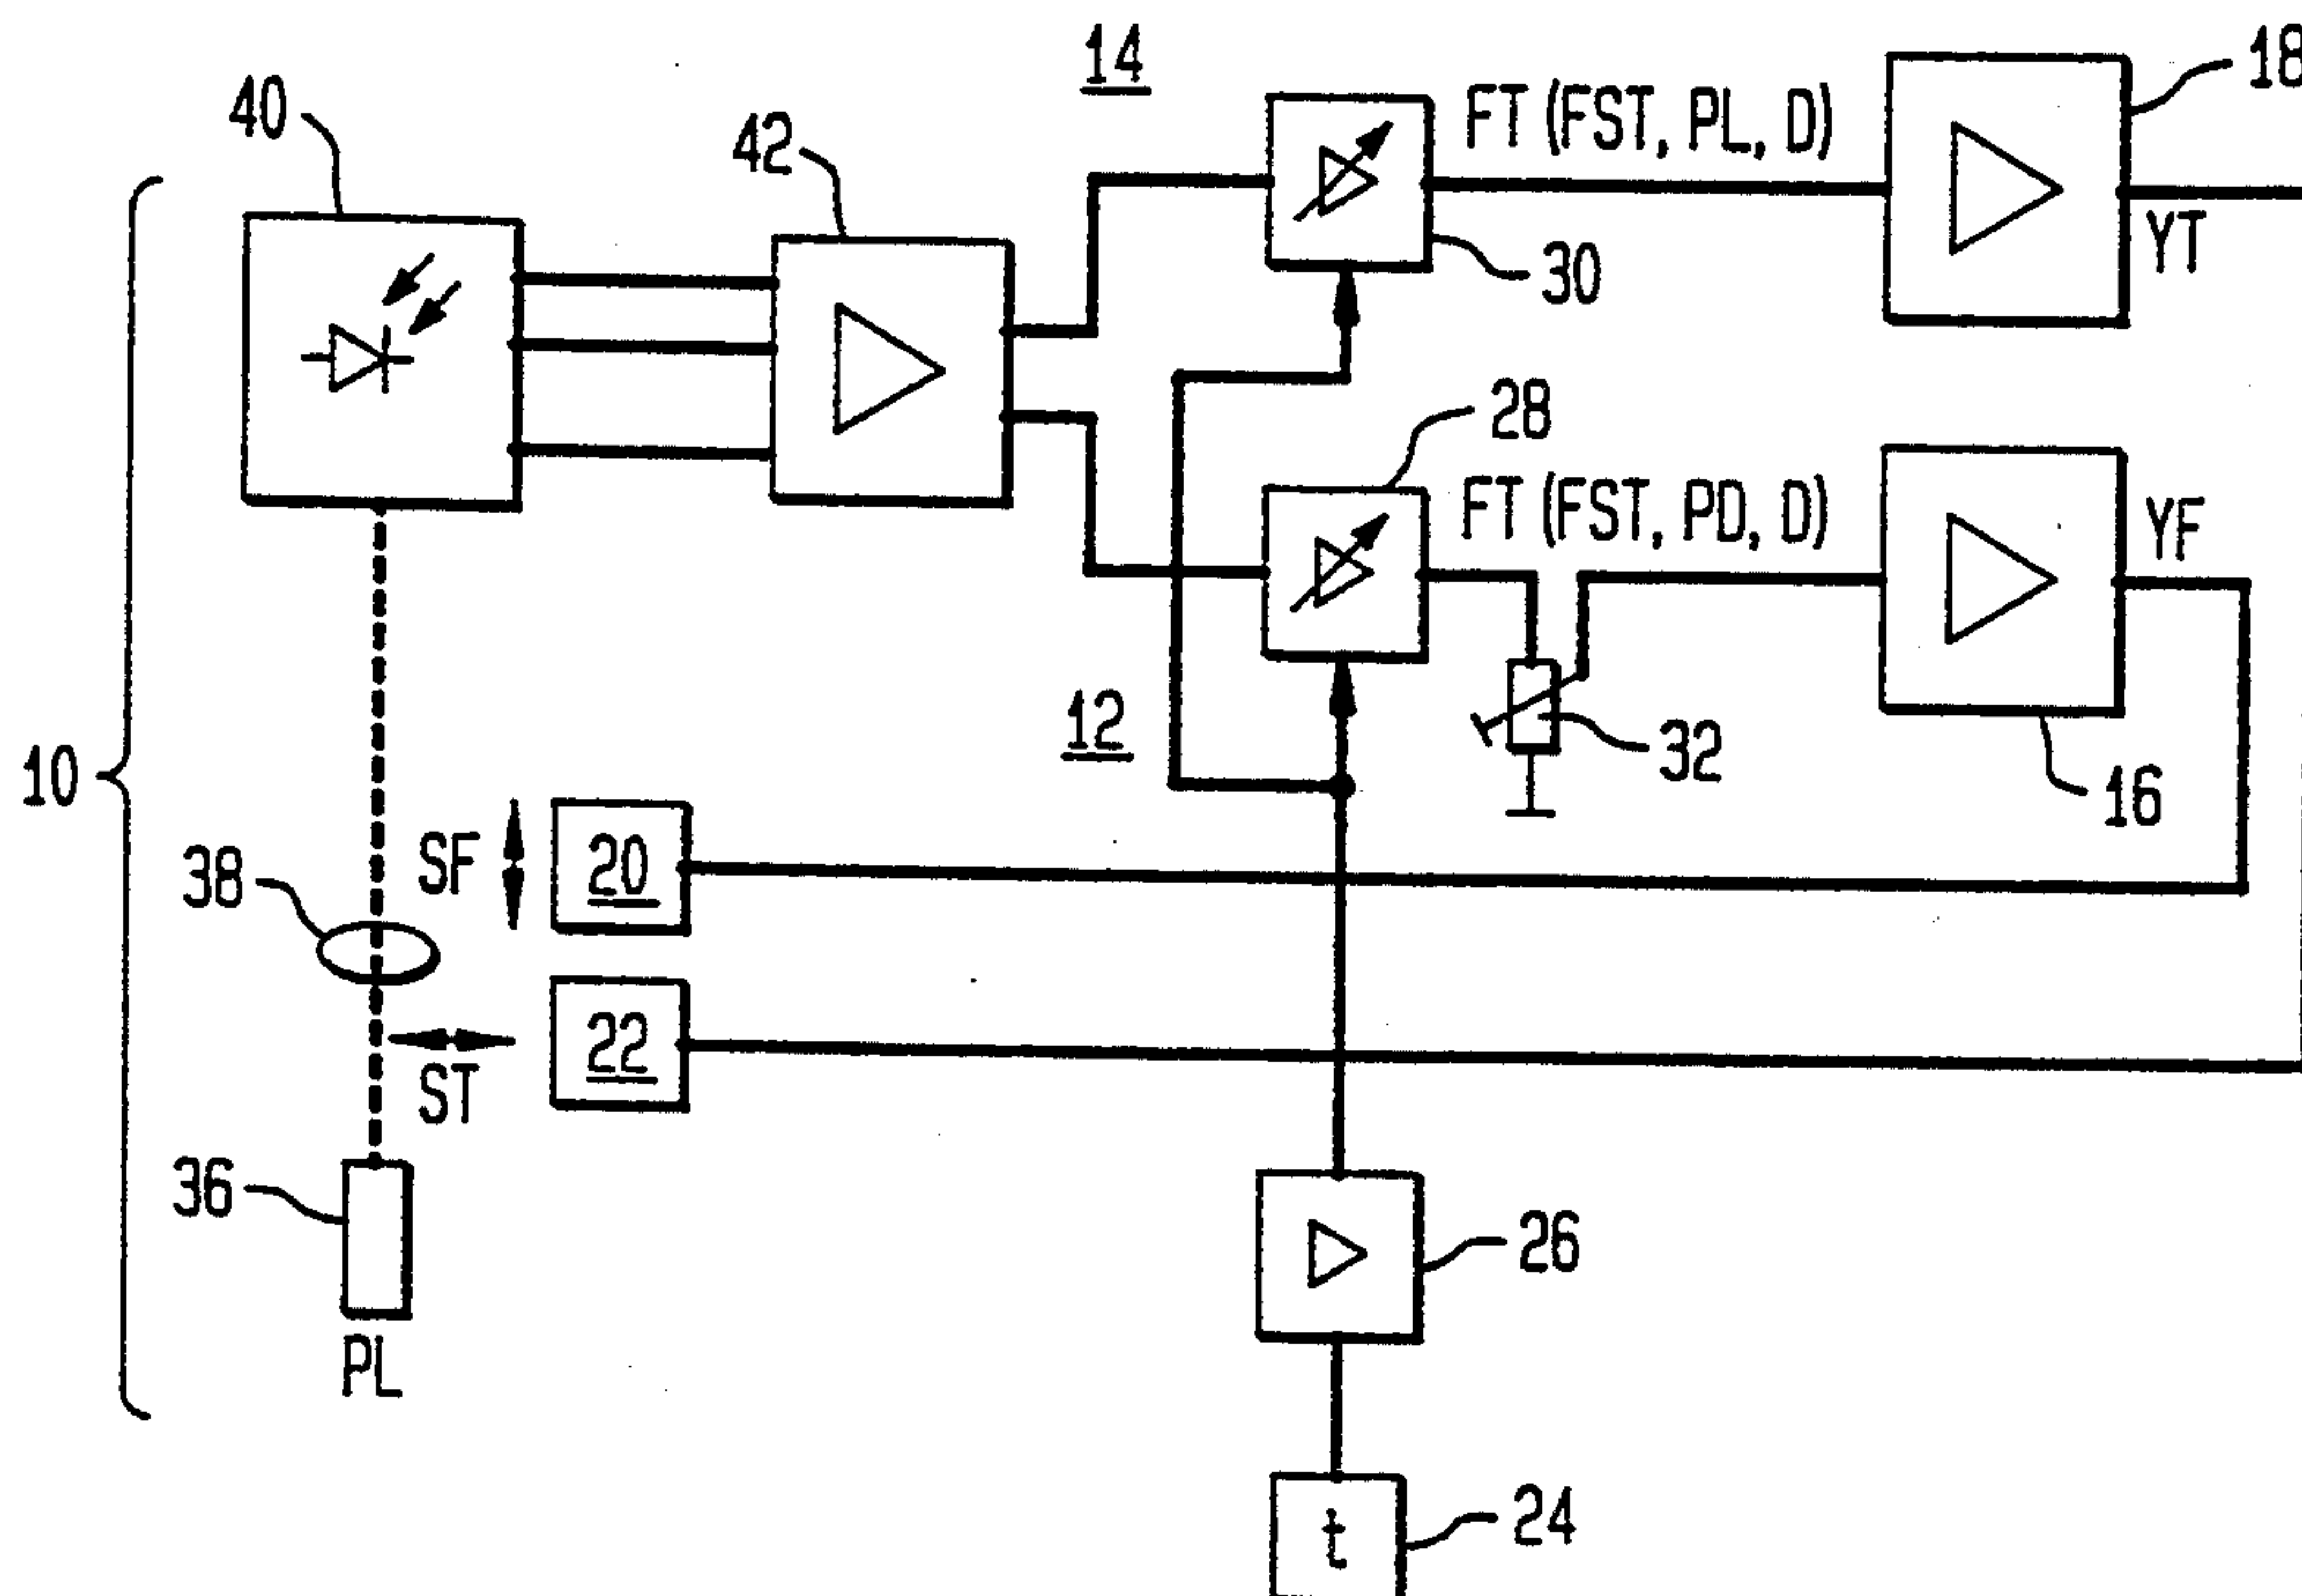 14
18
40
42
FT (FST, PL, D)
YT
30
28
FT (FST, PD, D)
YF
12
32
10
16
SF
20
38
22
ST
36
26
PL
24
t